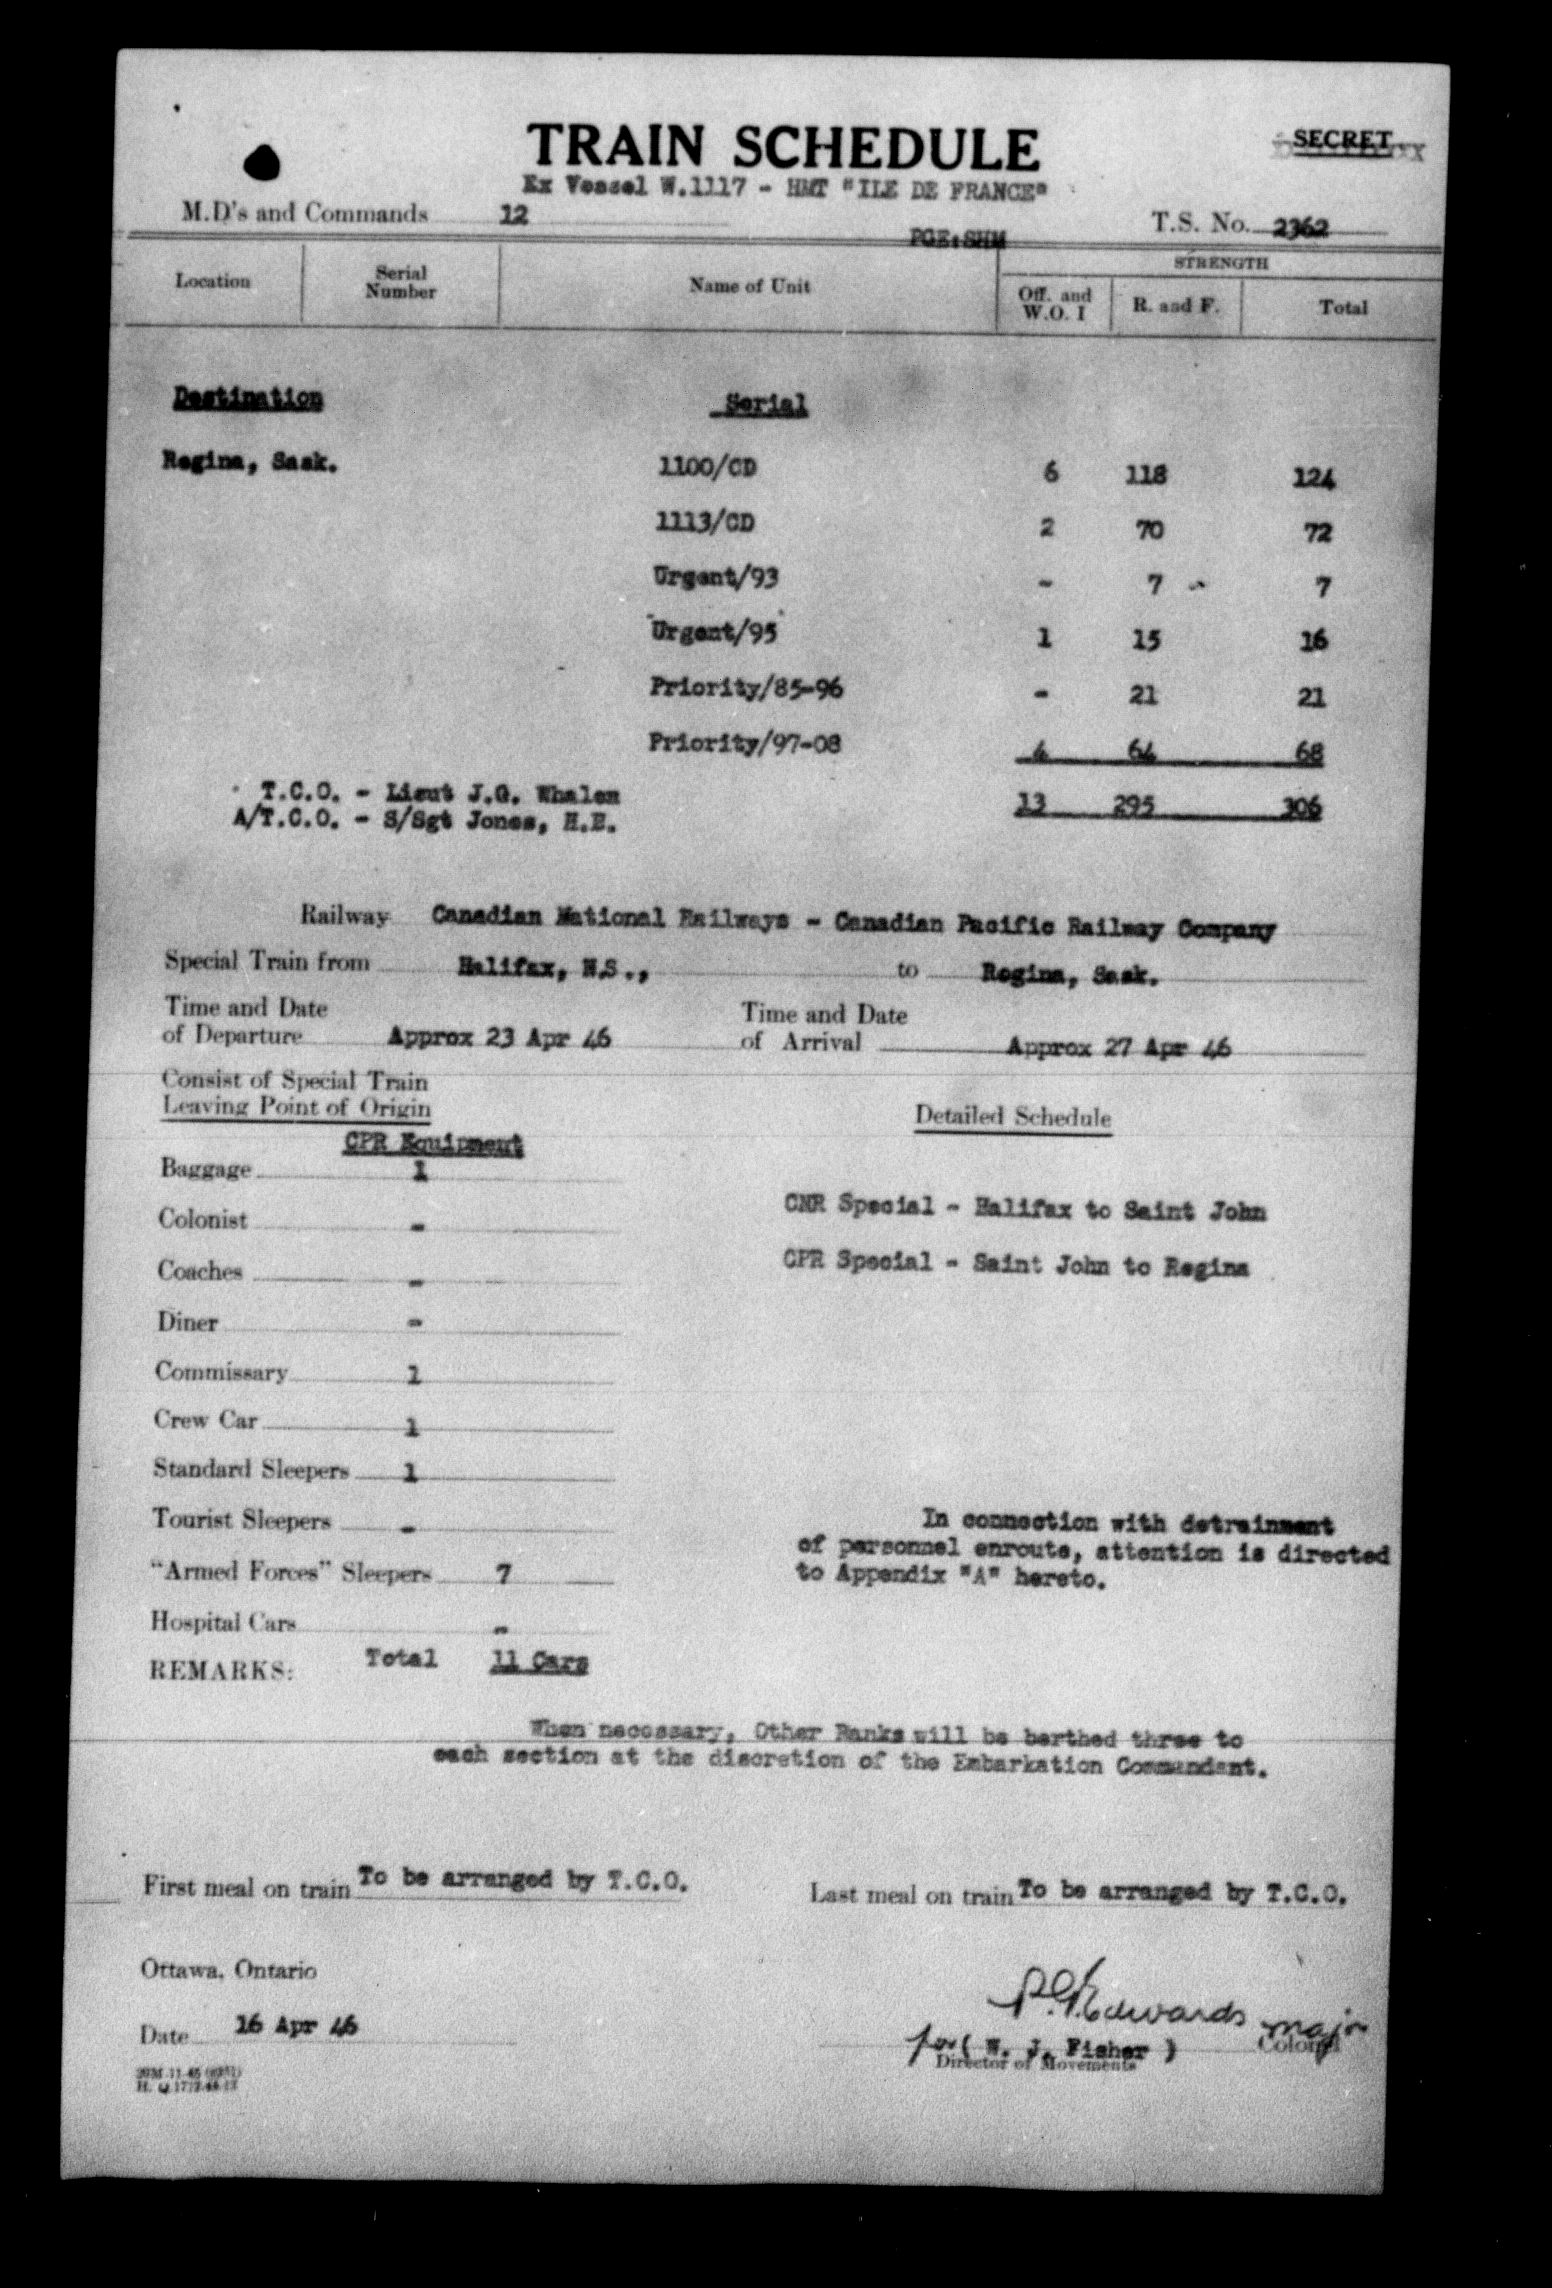 TRAIN SCHEDULE
SECRET
Ex Vessel W.1117 - HMT "ILE DE FRANCE"
M.D's and Commands 12
T.S. No. 2362
PGE:SHM
Location Serial Number Name of Unit STRENGTH
Off. and W.O. I R. and F. Total
Destination Serial
Regina, Sask. 1100/CD 6 118 124
1113/CD 2 70 72
Urgent/93 - 7 7
Urgent/95 1 15 16
Priority/85-96 - 21 21
Priority/97-08 4 64 68
T.C.O. - Lieut J.G. Whalen
13 295 306
A/T.C.O. - S/Sgt Jones, H.E.
Railway Canadian National Railways - Canadian Pacific Railway Company
Special Train from Halifax, N.S., to Regina, Sask.
Time and Date of Departure Approx 23 Apr 46
Time and Date of Arrival Approx 27 Apr 46
Consist of Special Train
Leaving Point of Origin
Detailed Schedule
CPR Equipment
Baggage 1
CNR Special - Halifax to Saint John
Colonist -
CPR Special - Saint John to Regina
Coaches -
Diner -
Commissary 1
Crew Car 1
Standard Sleepers 1
Tourist Sleepers -
In connection with detrainment
of personnel enroute, attention is directed
to Appendix "A" hereto.
"Armed Forces" Sleepers 7
Hospital Cars -
REMARKS: Total 11 Cars
When necessary, Other Ranks will be berthed three to
each section at the discretion of the Embarkation Commandant.
First meal on train To be arranged by T.C.O.
Last meal on train To be arranged by T.C.O.
Ottawa, Ontario
P.G. Edwards major
Date 16 Apr 46
for ( W. J. Fisher ) Colonel
Director of Movements